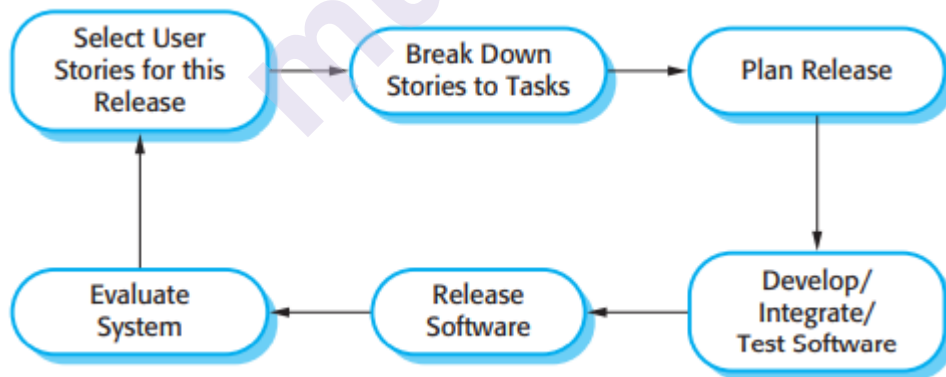 Select User
Stories for this
Release
Break Down
Stories to Tasks
Plan Release
Evaluate
System
Release
Software
Develop/
Integrate/
Test Software